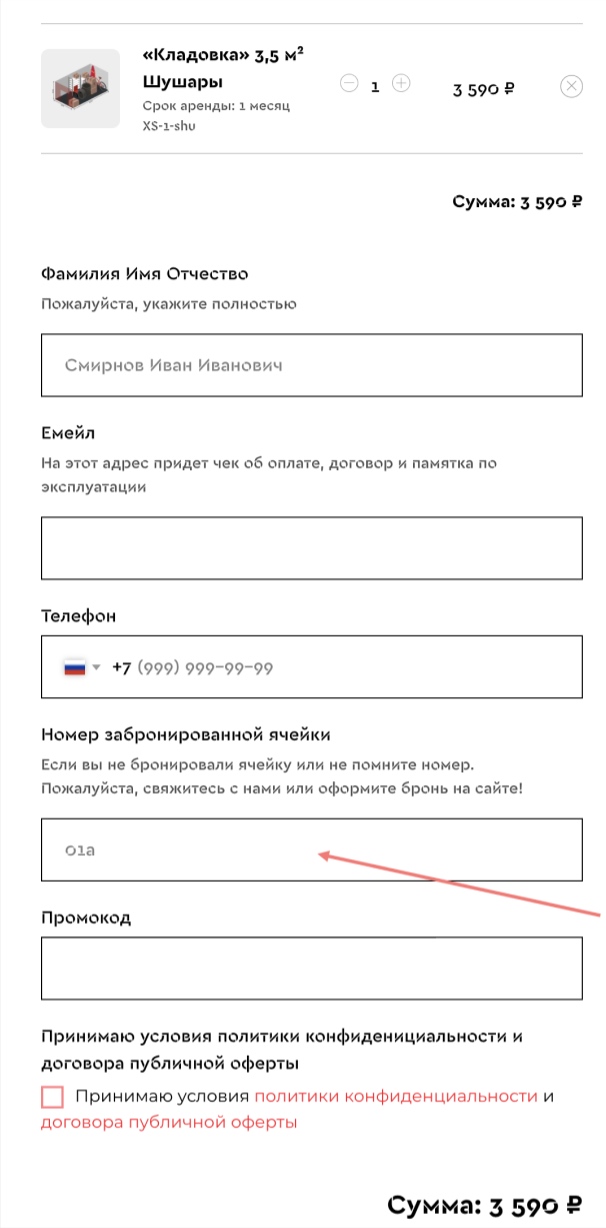 «Кладовка» 3,5 м²
Шушары
Срок аренды: 1 месяц
XS-1-shu
1
3 590 ₽
Сумма: 3 590 ₽
Фамилия Имя Отчество
Пожалуйста, укажите полностью
Смирнов Иван Иванович
Емейл
На этот адрес придет чек об оплате, договор и памятка по
эксплуатации
Телефон
+7 (999) 999-99-99
Номер забронированной ячейки
Если вы не бронировали ячейку или не помните номер.
Пожалуйста, свяжитесь с нами или оформите бронь на сайте!
01а
Промокод
Принимаю условия политики конфиденициальности и
договора публичной оферты
Принимаю условия политики конфиденциальности и
договора публичной оферты
Сумма: 3 590 ₽